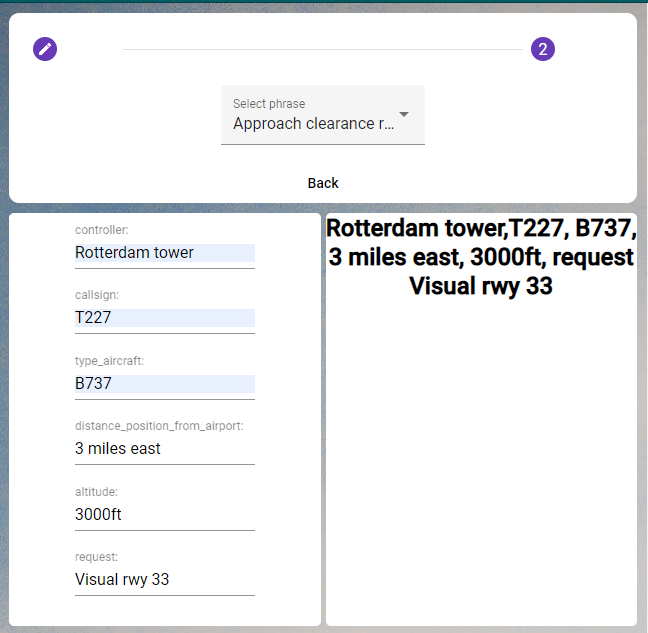 2
Select phrase
Approach clearance r...
Back
controller:
Rotterdam tower
callsign:
T227
type_aircraft:
B737
distance_position_from_airport:
3 miles east
altitude:
3000ft
request:
Visual rwy 33
Rotterdam tower,T227, B737,
3 miles east, 3000ft, request
Visual rwy 33